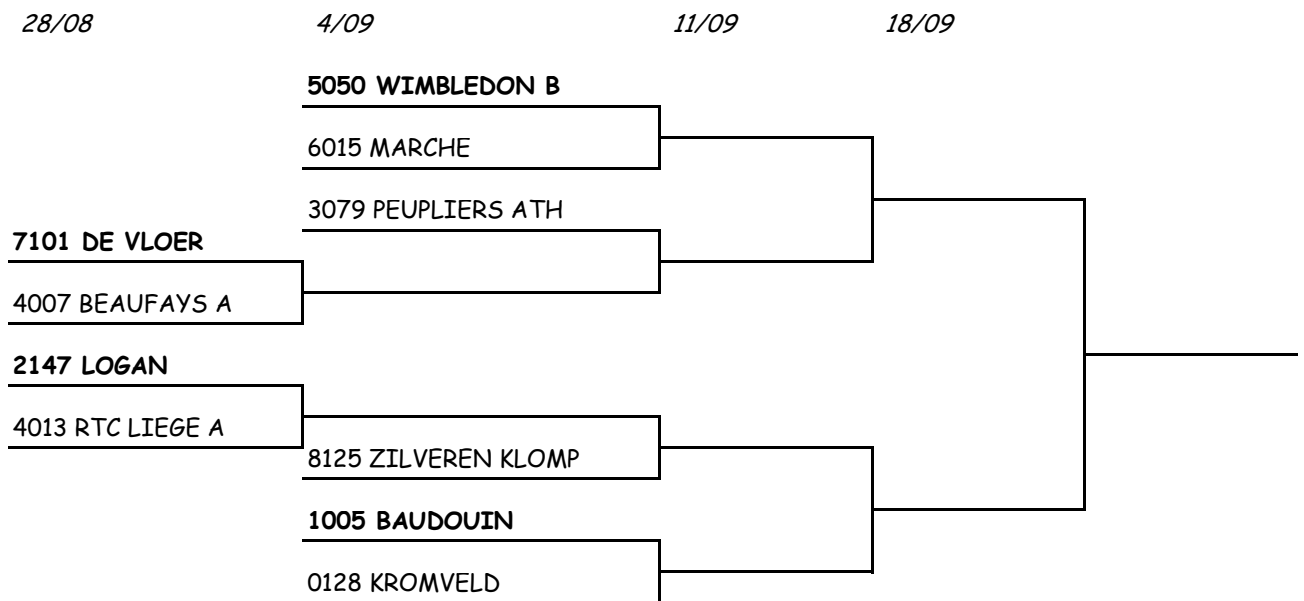 28/08 4/09 11/09 18/09
5050 WIMBLEDON B
6015 MARCHE
3079 PEUPLIERS ATH
7101 DE VLOER
4007 BEAUFAYS A
2147 LOGAN
4013 RTC LIEGE A
8125 ZILVEREN KLOMP
1005 BAUDOUIN
0128 KROMVELD